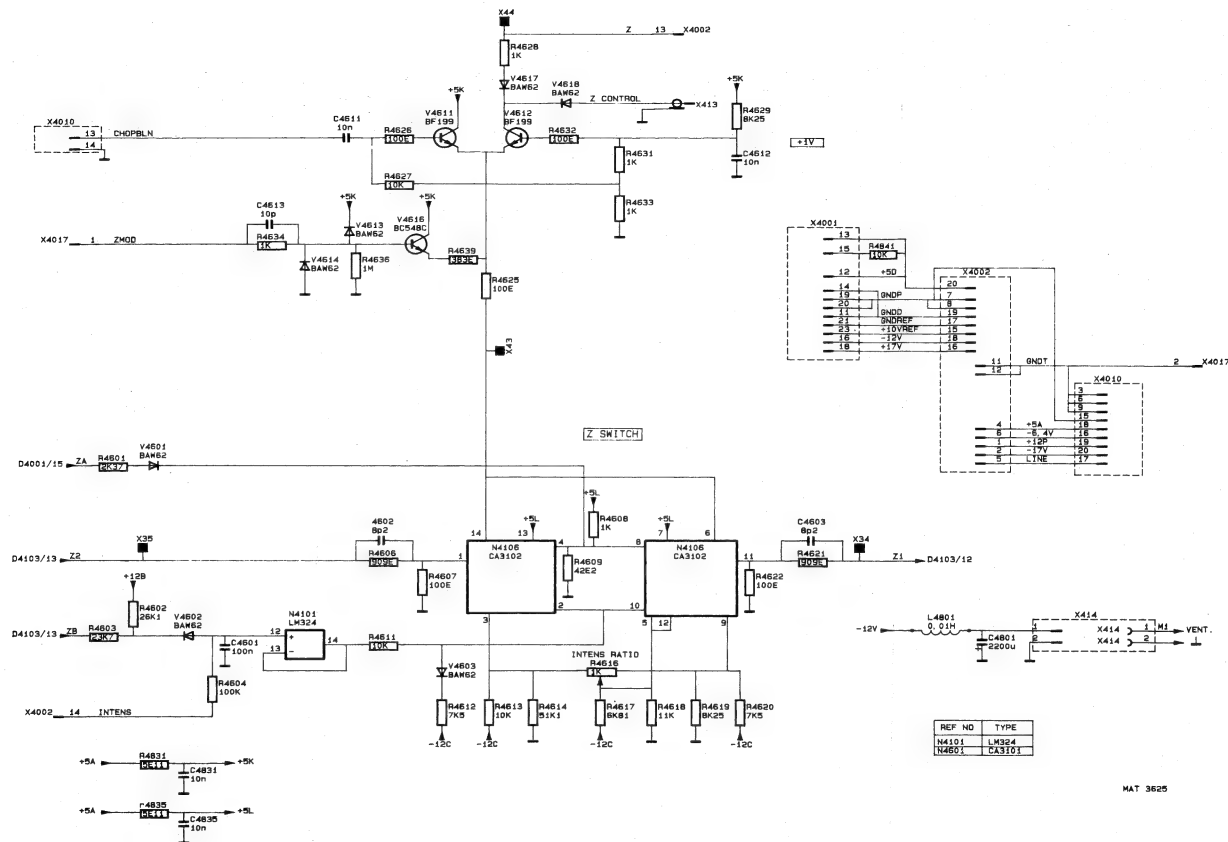 X44
Z 13 X4002
R4628
1K
V4617
BAW62
V4618
BAW62
Z CONTROL
X413
+5K
R4629
8K25
+5K
V4611
BF199
V4612
BF199
C4611
10n
R4626
100E
R4632
100E
X4010
13 CHOPBLN
14
R4631
1K
C4612
10n
+1V
R4627
10K
R4633
1K
C4613
10p
+5K
V4613
BAW62
+5K
V4616
BC548C
X4017 1 ZMOD
R4634
1K
V4614
BAW62
R4636
1M
R4639
383E
R4625
100E
X43
X4001
13
15
R4841
10K
12 +5D
X4002
14
19 GNDP
20
11 GNDD
21 GNDREF
23 +10VREF
16 -12V
18 +17V
20
7
8
19
17
15
18
16
11 GNDT
12
2 X4017
X4010
3
6
9
15
4 +5A 18
6 -6,4V 16
1 +12P 19
2 -17V 20
5 LINE 17
Z SWITCH
D4001/15 ZA
R4601
2K37
V4601
BAW62
+5L
R4608
1K
X35
4602
8p2
14
13 +5L
4
N4106
CA3102
+5L
7
6
8
N4106
CA3102
C4603
8p2
X34
D4103/13 Z2
R4606
909E
1
R4607
100E
R4609
42E2
11
R4622
100E
R4621
909E
Z1 D4103/12
+12B
R4602
26K1
2
10
3
5
12
9
D4103/13 ZB
R4603
23K7
V4602
BAW62
C4601
100n
N4101
LM324
12
+
13
-
14
R4611
10K
INTENS RATIO
R4616
1K
R4604
100K
V4603
BAW62
X4002 14 INTENS
R4612
7K5
R4613
10K
R4614
51K1
R4617
6K81
R4618
11K
R4619
8K25
R4620
7K5
-12C
-12C
-12C
-12C
-12V
L4801
0,01H
C4801
2200u
X414
1
2
X414 1 M1
X414 2
VENT.
REF NO TYPE
N4101 LM324
N4601 CA3101
+5A
R4831
5E11
C4831
10n
+5K
+5A
r4835
5E11
C4835
10n
+5L
MAT 3625